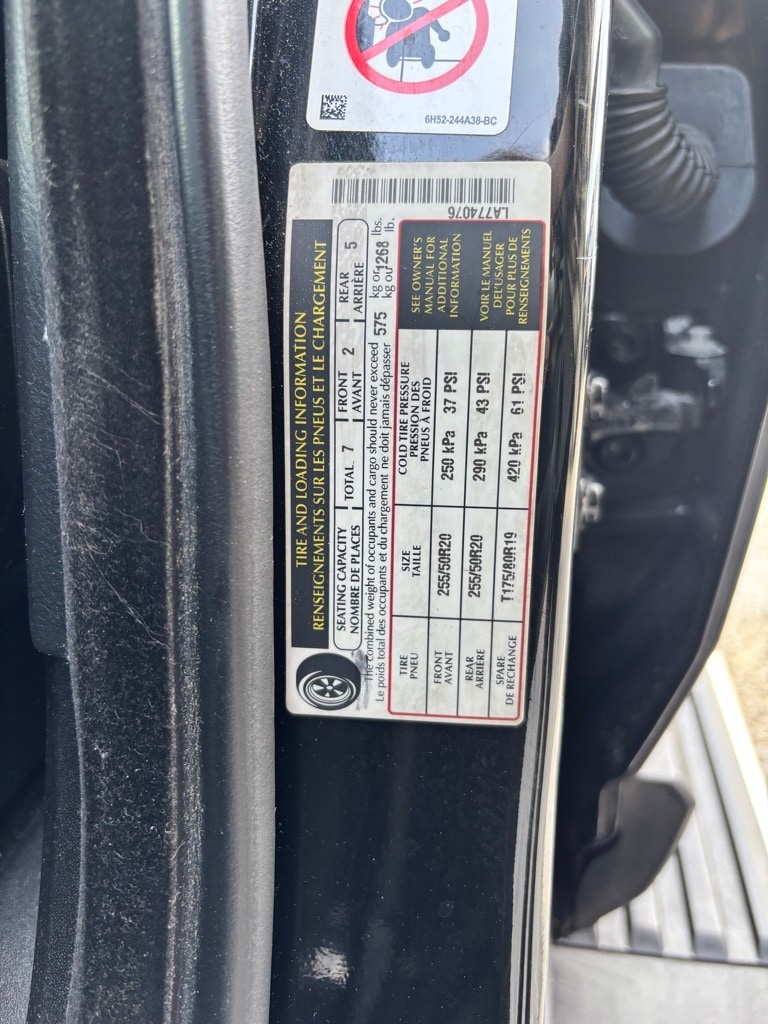 6H52-244A38-BC
LA774076
TIRE AND LOADING INFORMATION
RENSEIGNEMENTS SUR LES PNEUS ET LE CHARGEMENT
SEATING CAPACITY TOTAL 7 FRONT 2 REAR 5
NOMBRE DE PLACES AVANT ARRIÈRE
The combined weight of occupants and cargo should never exceed 575 kg or 1268 lbs.
Le poids total des occupants et du chargement ne doit jamais dépasser kg ou lb.
TIRE SIZE COLD TIRE PRESSURE
PNEU TAILLE PRESSION DES
PNEUS À FROID
FRONT 255/50R20 250 kPa 37 PSI
AVANT
REAR 255/50R20 290 kPa 43 PSI
ARRIÈRE
SPARE T175/80R19 420 kPa 61 PSI
DE RECHANGE
SEE OWNER'S
MANUAL FOR
ADDITIONAL
INFORMATION
VOIR LE MANUEL
DEL'USAGER
POUR PLUS DE
RENSEIGNEMENTS